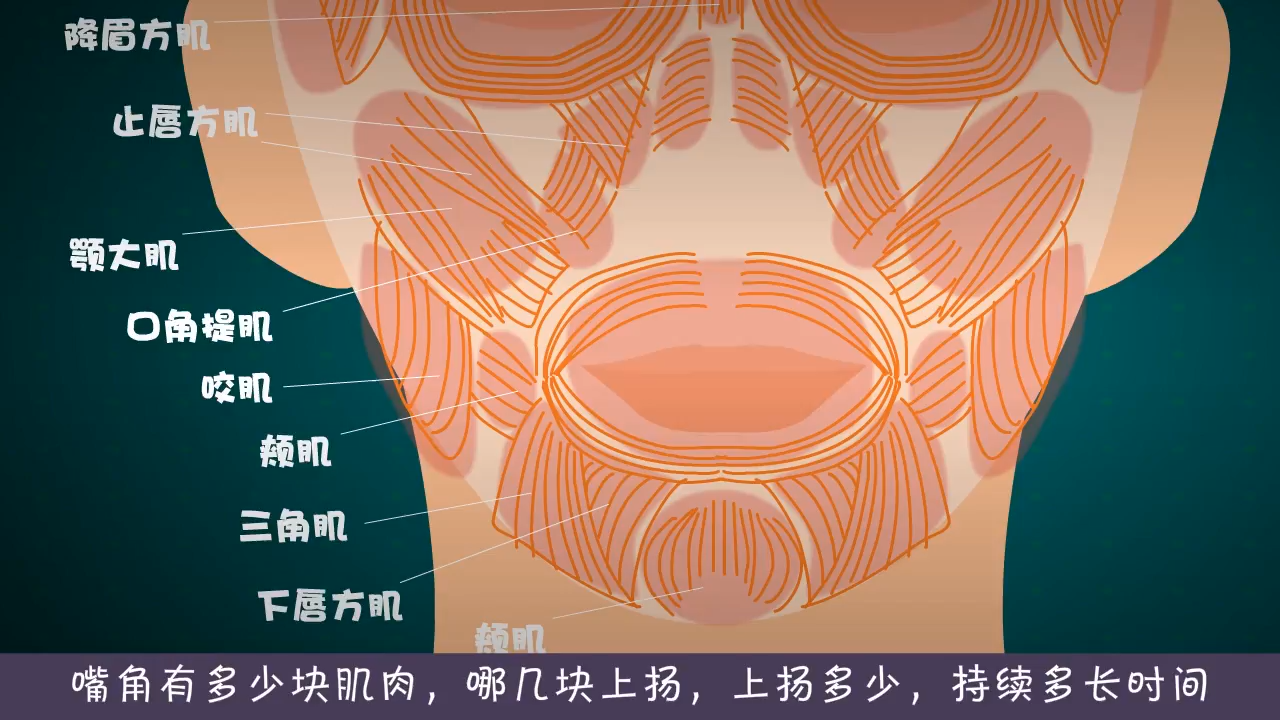 降眉方肌
止唇方肌
颚大肌
口角提肌
咬肌
颊肌
三角肌
下唇方肌
颊肌
嘴角有多少块肌肉，哪几块上扬，上扬多少，持续多长时间